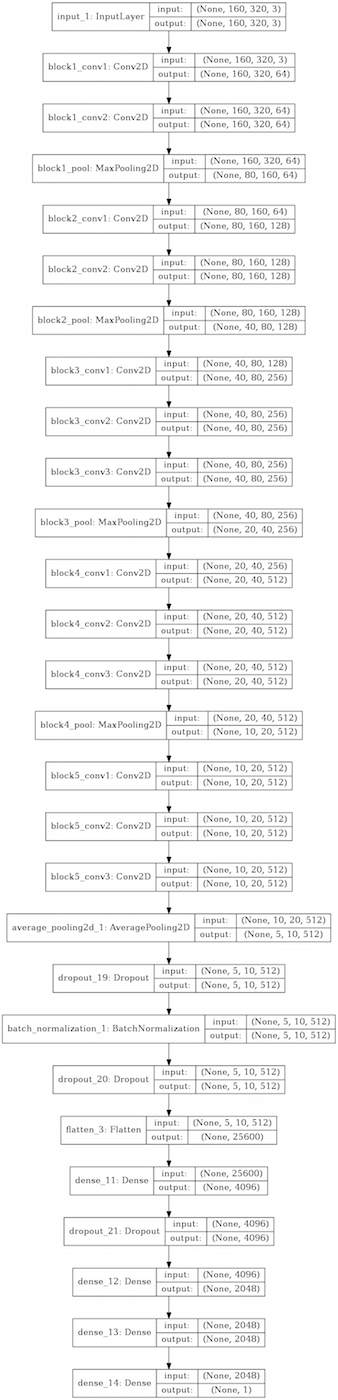 input_1: InputLayer input: (None, 160, 320, 3)
output: (None, 160, 320, 3)
block1_conv1: Conv2D input: (None, 160, 320, 3)
output: (None, 160, 320, 64)
block1_conv2: Conv2D input: (None, 160, 320, 64)
output: (None, 160, 320, 64)
block1_pool: MaxPooling2D input: (None, 160, 320, 64)
output: (None, 80, 160, 64)
block2_conv1: Conv2D input: (None, 80, 160, 64)
output: (None, 80, 160, 128)
block2_conv2: Conv2D input: (None, 80, 160, 128)
output: (None, 80, 160, 128)
block2_pool: MaxPooling2D input: (None, 80, 160, 128)
output: (None, 40, 80, 128)
block3_conv1: Conv2D input: (None, 40, 80, 128)
output: (None, 40, 80, 256)
block3_conv2: Conv2D input: (None, 40, 80, 256)
output: (None, 40, 80, 256)
block3_conv3: Conv2D input: (None, 40, 80, 256)
output: (None, 40, 80, 256)
block3_pool: MaxPooling2D input: (None, 40, 80, 256)
output: (None, 20, 40, 256)
block4_conv1: Conv2D input: (None, 20, 40, 256)
output: (None, 20, 40, 512)
block4_conv2: Conv2D input: (None, 20, 40, 512)
output: (None, 20, 40, 512)
block4_conv3: Conv2D input: (None, 20, 40, 512)
output: (None, 20, 40, 512)
block4_pool: MaxPooling2D input: (None, 20, 40, 512)
output: (None, 10, 20, 512)
block5_conv1: Conv2D input: (None, 10, 20, 512)
output: (None, 10, 20, 512)
block5_conv2: Conv2D input: (None, 10, 20, 512)
output: (None, 10, 20, 512)
block5_conv3: Conv2D input: (None, 10, 20, 512)
output: (None, 10, 20, 512)
average_pooling2d_1: AveragePooling2D input: (None, 10, 20, 512)
output: (None, 5, 10, 512)
dropout_19: Dropout input: (None, 5, 10, 512)
output: (None, 5, 10, 512)
batch_normalization_1: BatchNormalization input: (None, 5, 10, 512)
output: (None, 5, 10, 512)
dropout_20: Dropout input: (None, 5, 10, 512)
output: (None, 5, 10, 512)
flatten_3: Flatten input: (None, 5, 10, 512)
output: (None, 25600)
dense_11: Dense input: (None, 25600)
output: (None, 4096)
dropout_21: Dropout input: (None, 4096)
output: (None, 4096)
dense_12: Dense input: (None, 4096)
output: (None, 2048)
dense_13: Dense input: (None, 2048)
output: (None, 2048)
dense_14: Dense input: (None, 2048)
output: (None, 1)